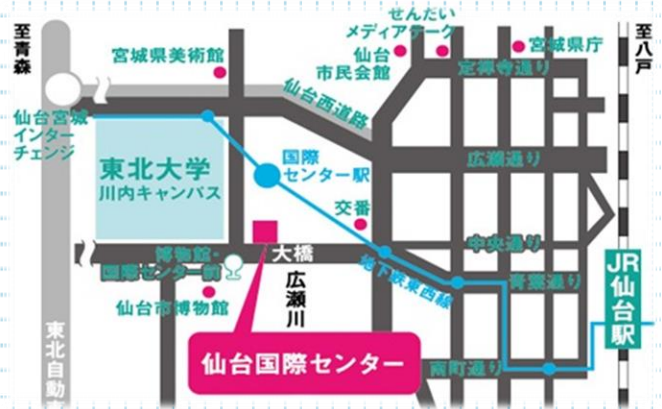 至青森
宮城県美術館
せんだい
メディアテーク
仙台
市民会館
宮城県庁
定禅寺通り
至八戸
仙台西道路
仙台宮城
インター
チェンジ
東北大学
川内キャンパス
国際
センター駅
広瀬通り
交番
中央通り
博物館・
国際センター前
大橋
広瀬川
地下鉄東西線
青葉通り
JR仙台駅
仙台市博物館
東北自動
仙台国際センター
南町通り